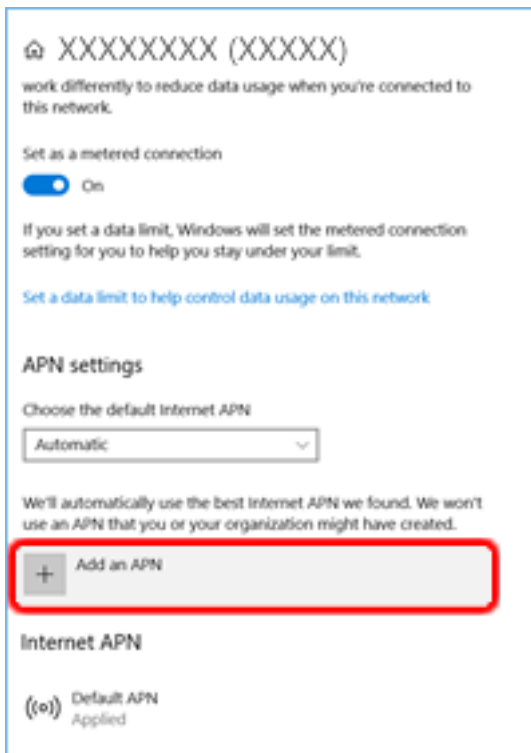 XXXXXXXX (XXXXX)
work differently to reduce data usage when you're connected to
this network.
Set as a metered connection
On
If you set a data limit, Windows will set the metered connection
setting for you to help you stay under your limit.
Set a data limit to help control data usage on this network
APN settings
Choose the default Internet APN
Automatic
We'll automatically use the best Internet APN we found. We won't
use an APN that you or your organization might have created.
+ Add an APN
Internet APN
Default APN
Applied